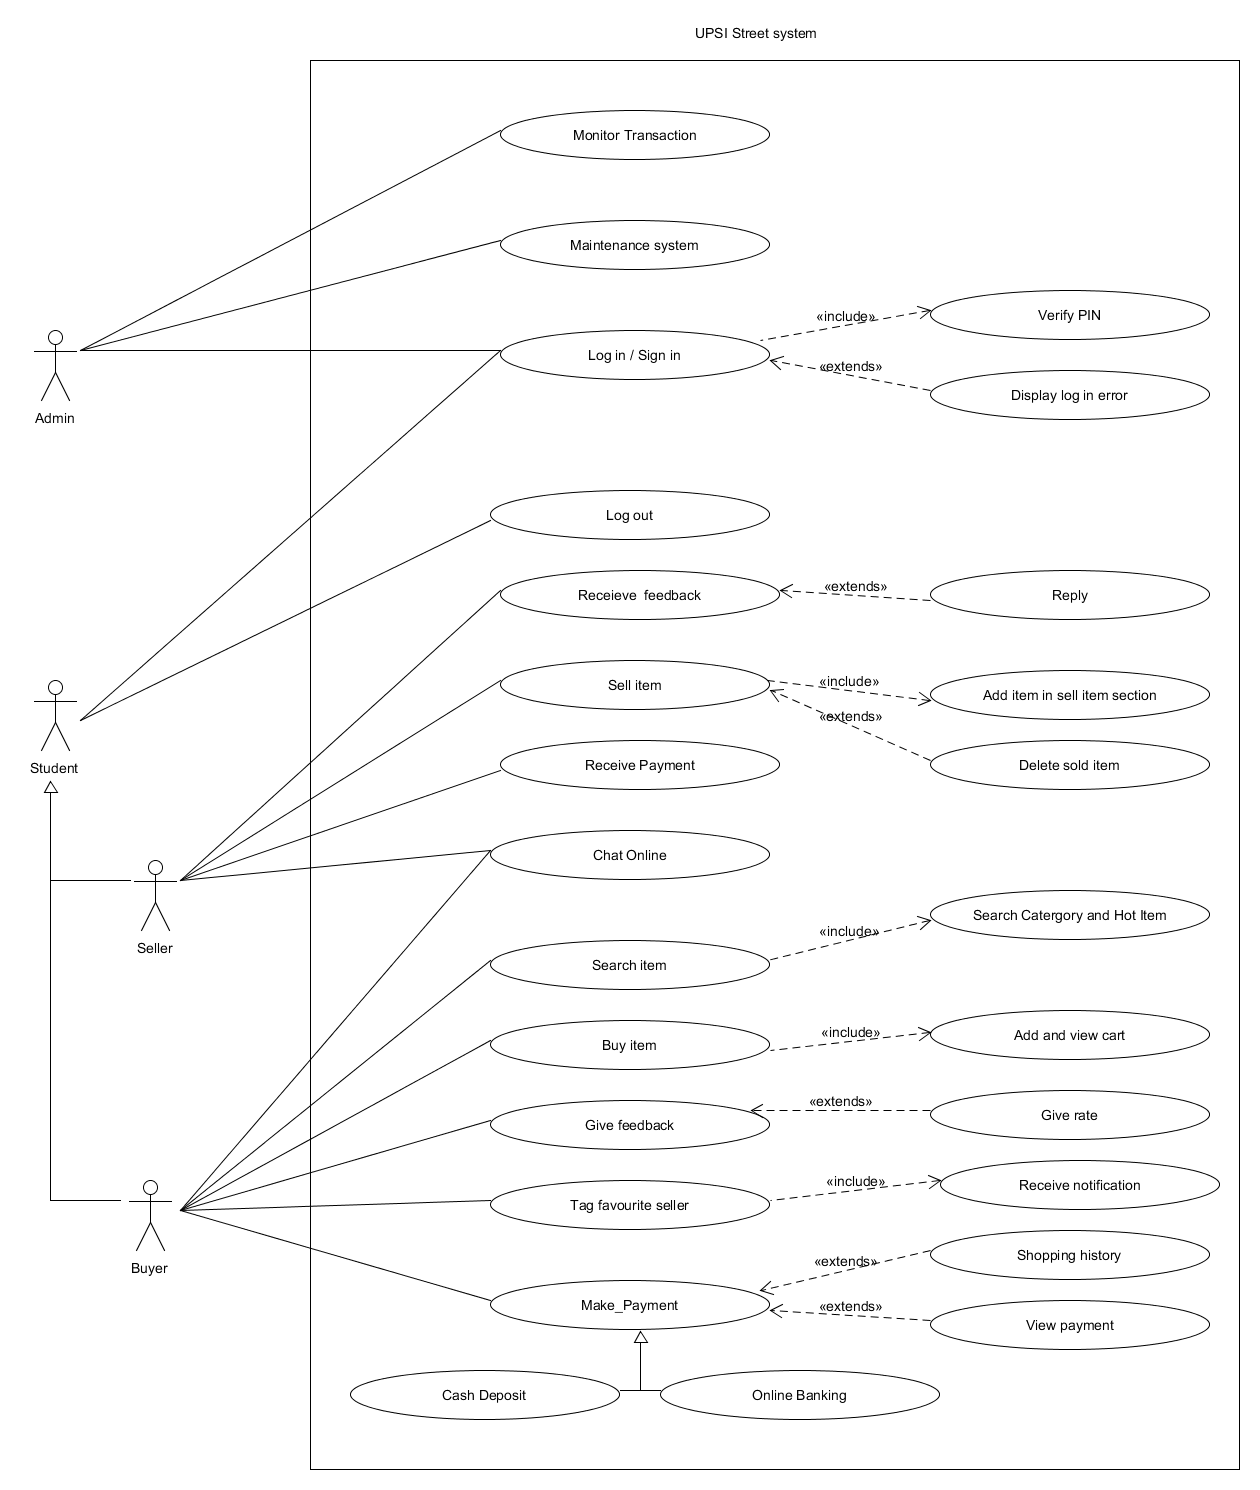 UPSI Street system
Monitor Transaction
Maintenance system
«include»
Verify PIN
Log in / Sign in
«extends»
Display log in error
Admin
Log out
Receieve  feedback
«extends»
Reply
Sell item
«include»
Add item in sell item section
«extends»
Student
Receive Payment
Delete sold item
Chat Online
Search Catergory and Hot Item
«include»
Seller
Search item
«include»
Add and view cart
Buy item
«extends»
Give feedback
Give rate
«include»
Receive notification
Tag favourite seller
Buyer
«extends»
Shopping history
Make_Payment
«extends»
View payment
Cash Deposit
Online Banking